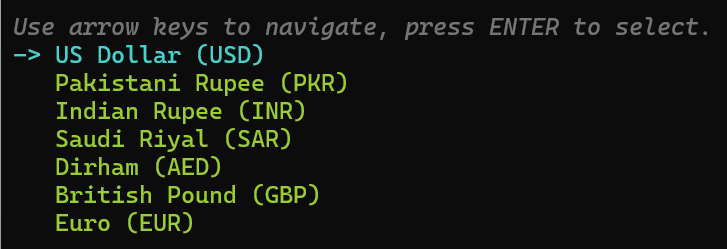 Use arrow keys to navigate, press ENTER to select.
—> US Dollar (USD)
Pakistani Rupee (PKR)
Indian Rupee (INR)
Saudi Riyal (SAR)
Dirham (AED)
British Pound (GBP)
Euro (EUR)